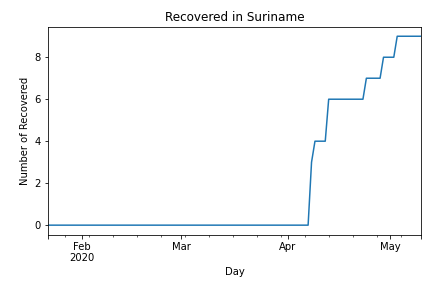 Recovered in Suriname
Number of Recovered
8
6
4
2
0
Feb
2020
Mar
Apr
May
Day